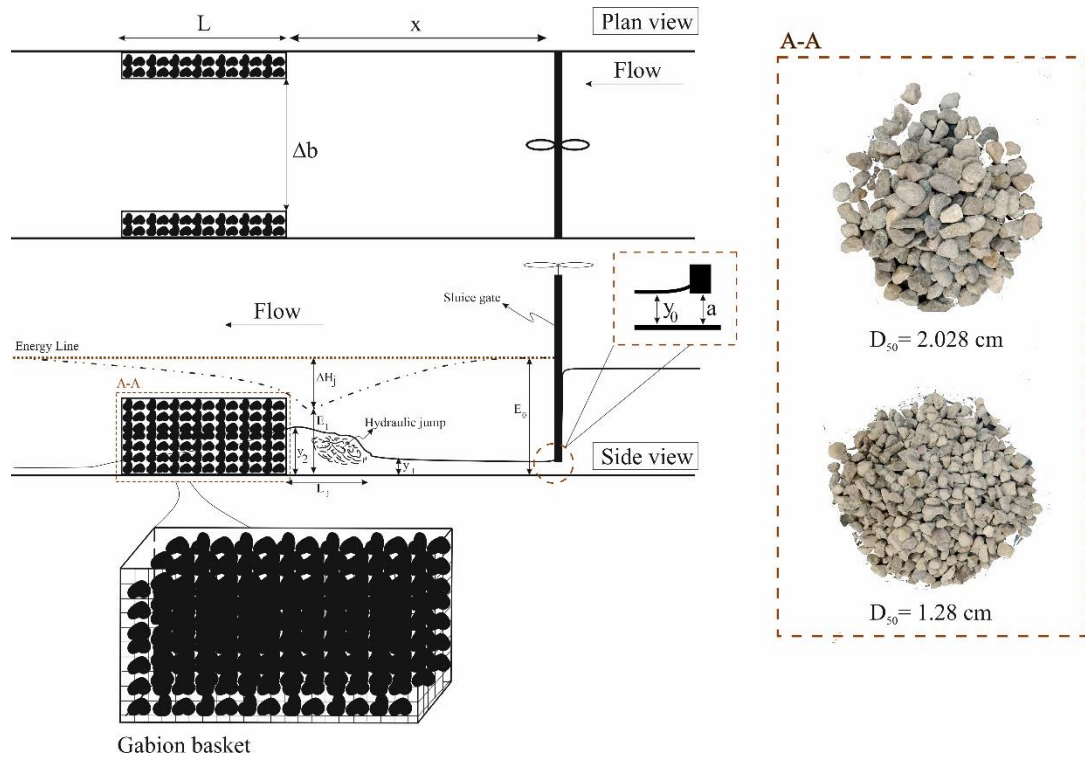 L
x
Plan view
Flow
Δb
A-A
D₅₀= 2.028 cm
D₅₀= 1.28 cm
Flow
Sluice gate
y₀
a
Energy Line
A-A
ΔHⱼ
E₁
E₀
Hydraulic jump
y₂
y₁
Lⱼ
Side view
Gabion basket